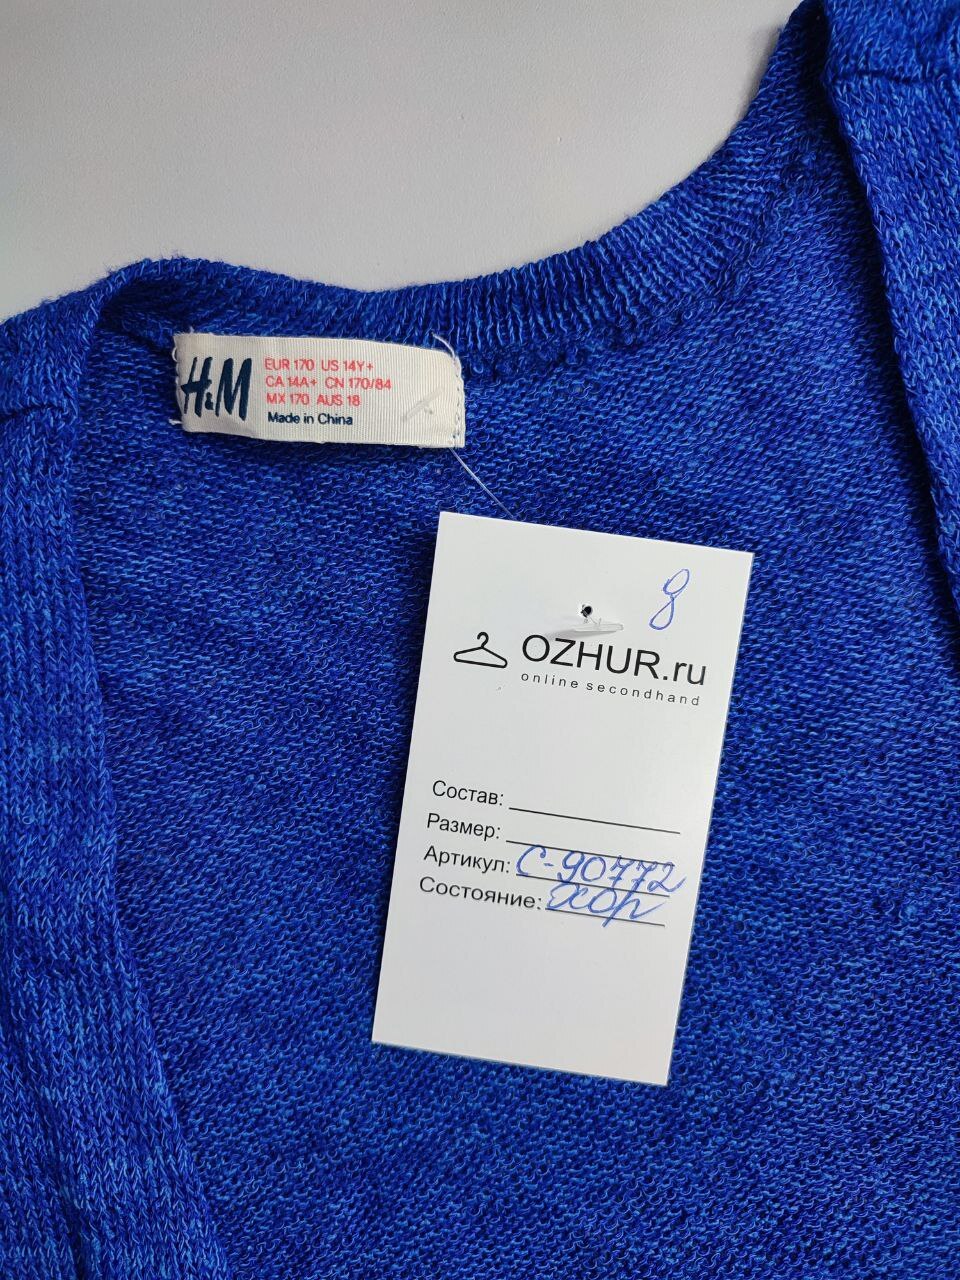 H&M
EUR 170 US 14Y+
CA 14A+ CN 170/84
MX 170 AUS 18
Made in China
8
OZHUR.ru
online secondhand
Состав:
Размер:
Артикул: С-90772
Состояние: Охор